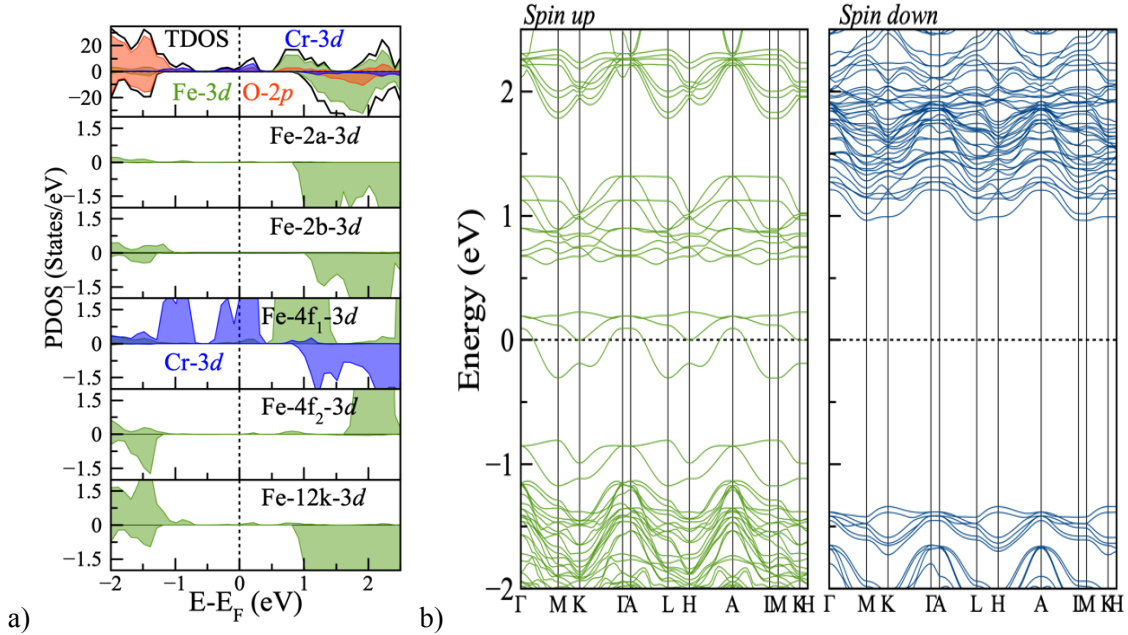 20
0
−20
TDOS
Cr-3d
Fe-3d
O-2p
1.5
0
−1.5
Fe-2a-3d
1.5
0
−1.5
Fe-2b-3d
1.5
0
−1.5
Fe-4f1-3d
Cr-3d
1.5
0
−1.5
Fe-4f2-3d
1.5
0
−1.5
Fe-12k-3d
PDOS (States/eV)
−2 −1 0 1 2
E-EF (eV)
a)
Spin up
Spin down
2
1
0
−1
−2
Energy (eV)
Γ M K Γ A L H A L M K H
Γ M K Γ A L H A L M K H
b)